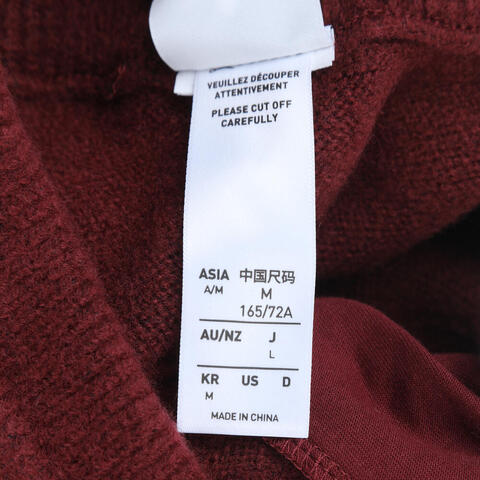 VEUILLEZ DÉCOUPER
ATTENTIVEMENT
PLEASE CUT OFF
CAREFULLY
ASIA 中国尺码
A/M M
165/72A
AU/NZ J
L
KR US D
M
MADE IN CHINA